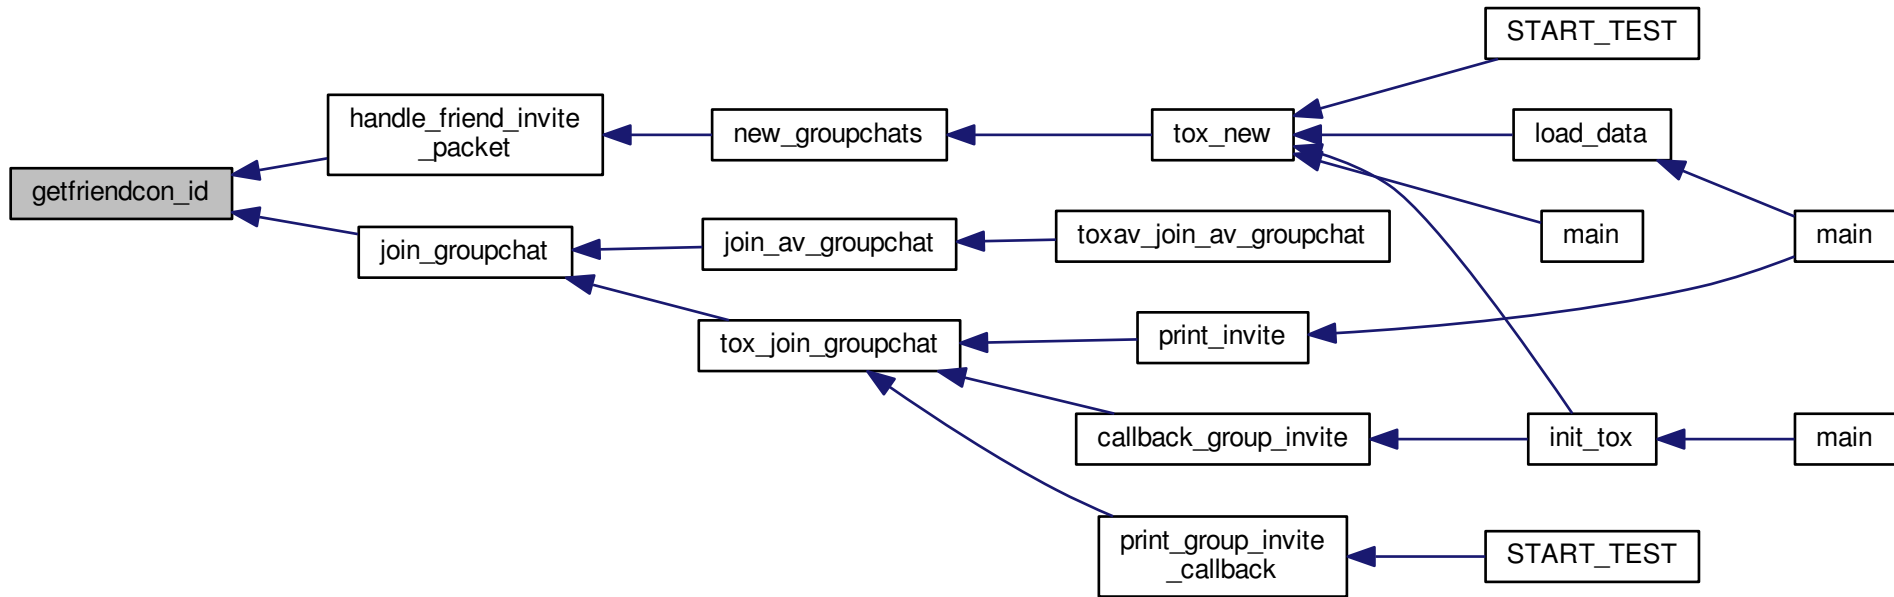 START_TEST
handle_friend_invite
_packet
new_groupchats
tox_new
load_data
getfriendcon_id
join_groupchat
join_av_groupchat
toxav_join_av_groupchat
main
main
tox_join_groupchat
print_invite
callback_group_invite
init_tox
main
print_group_invite
_callback
START_TEST